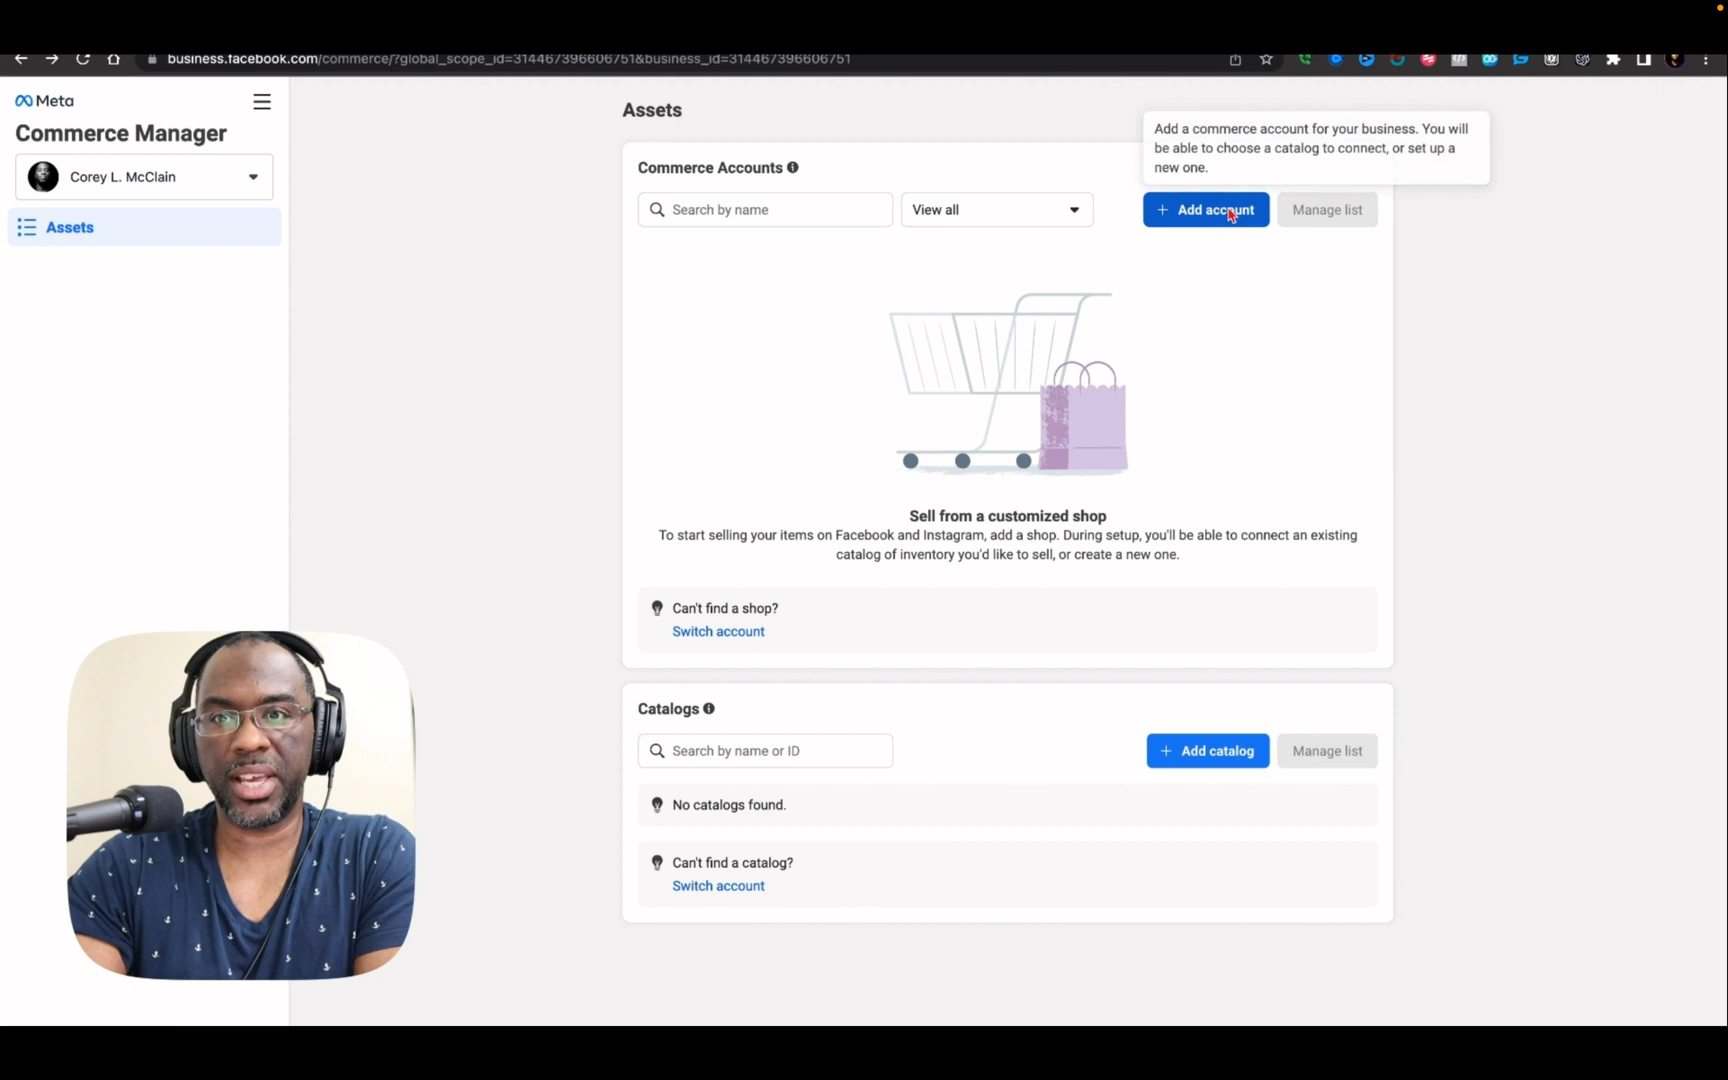 business.facebook.com/commerce/?global_scope_id=314467396606751&business_id=314467396606751
Meta
Commerce Manager
Corey L. McClain
Assets
Assets
Add a commerce account for your business. You will
be able to choose a catalog to connect, or set up a
new one.
Commerce Accounts
Search by name
View all
+ Add account
Manage list
Sell from a customized shop
To start selling your items on Facebook and Instagram, add a shop. During setup, you'll be able to connect an existing
catalog of inventory you'd like to sell, or create a new one.
Can't find a shop?
Switch account
Catalogs
Search by name or ID
+ Add catalog
Manage list
No catalogs found.
Can't find a catalog?
Switch account